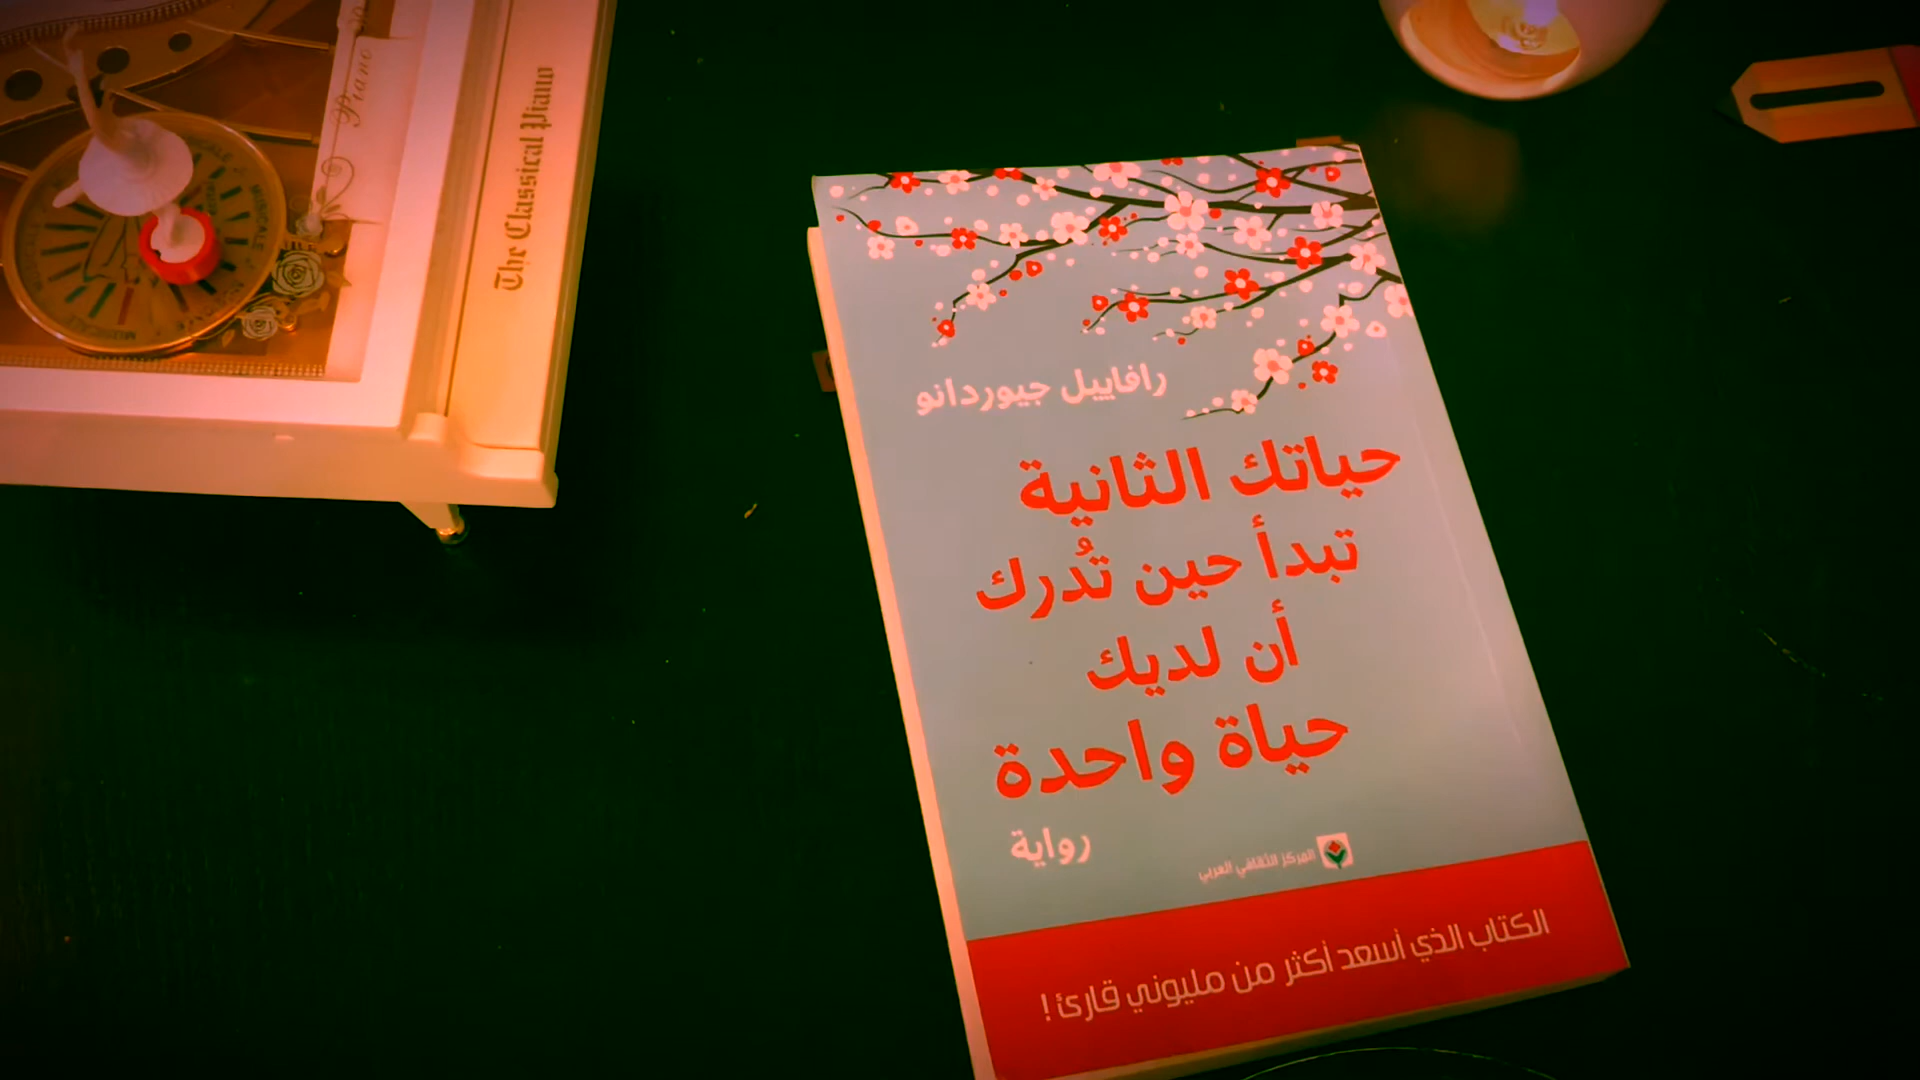 The Classical Piano
Piano
MUSICALE
رافاييل جيوردانو
حياتك الثانية
تبدأ حين تُدرك
أن لديك
حياة واحدة
رواية
المركز الثقافي العربي
الكتاب الذي أسعد أكثر من مليوني قارئ !